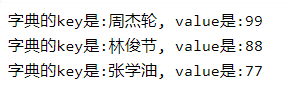 字典的key是:周杰轮, value是:99
字典的key是:林俊节, value是:88
字典的key是:张学油, value是:77